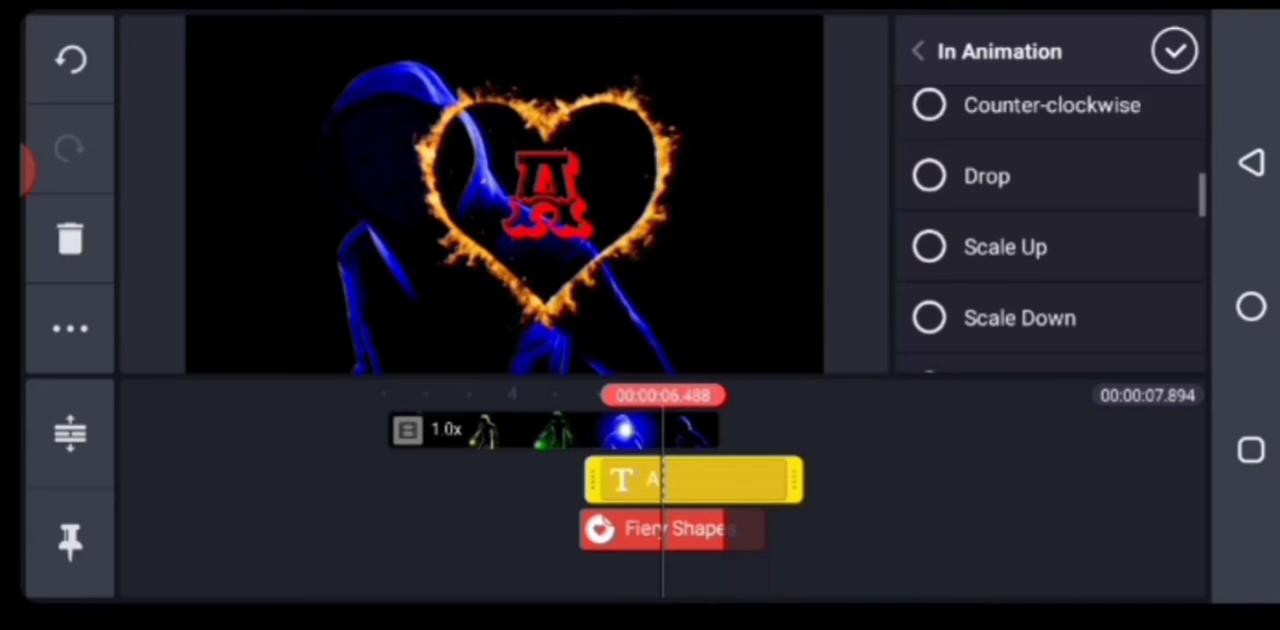 In Animation
Counter-clockwise
Drop
A
Scale Up
Scale Down
4
00:00:06.488
00:00:07.894
1.0x
T A
Fiery Shapes